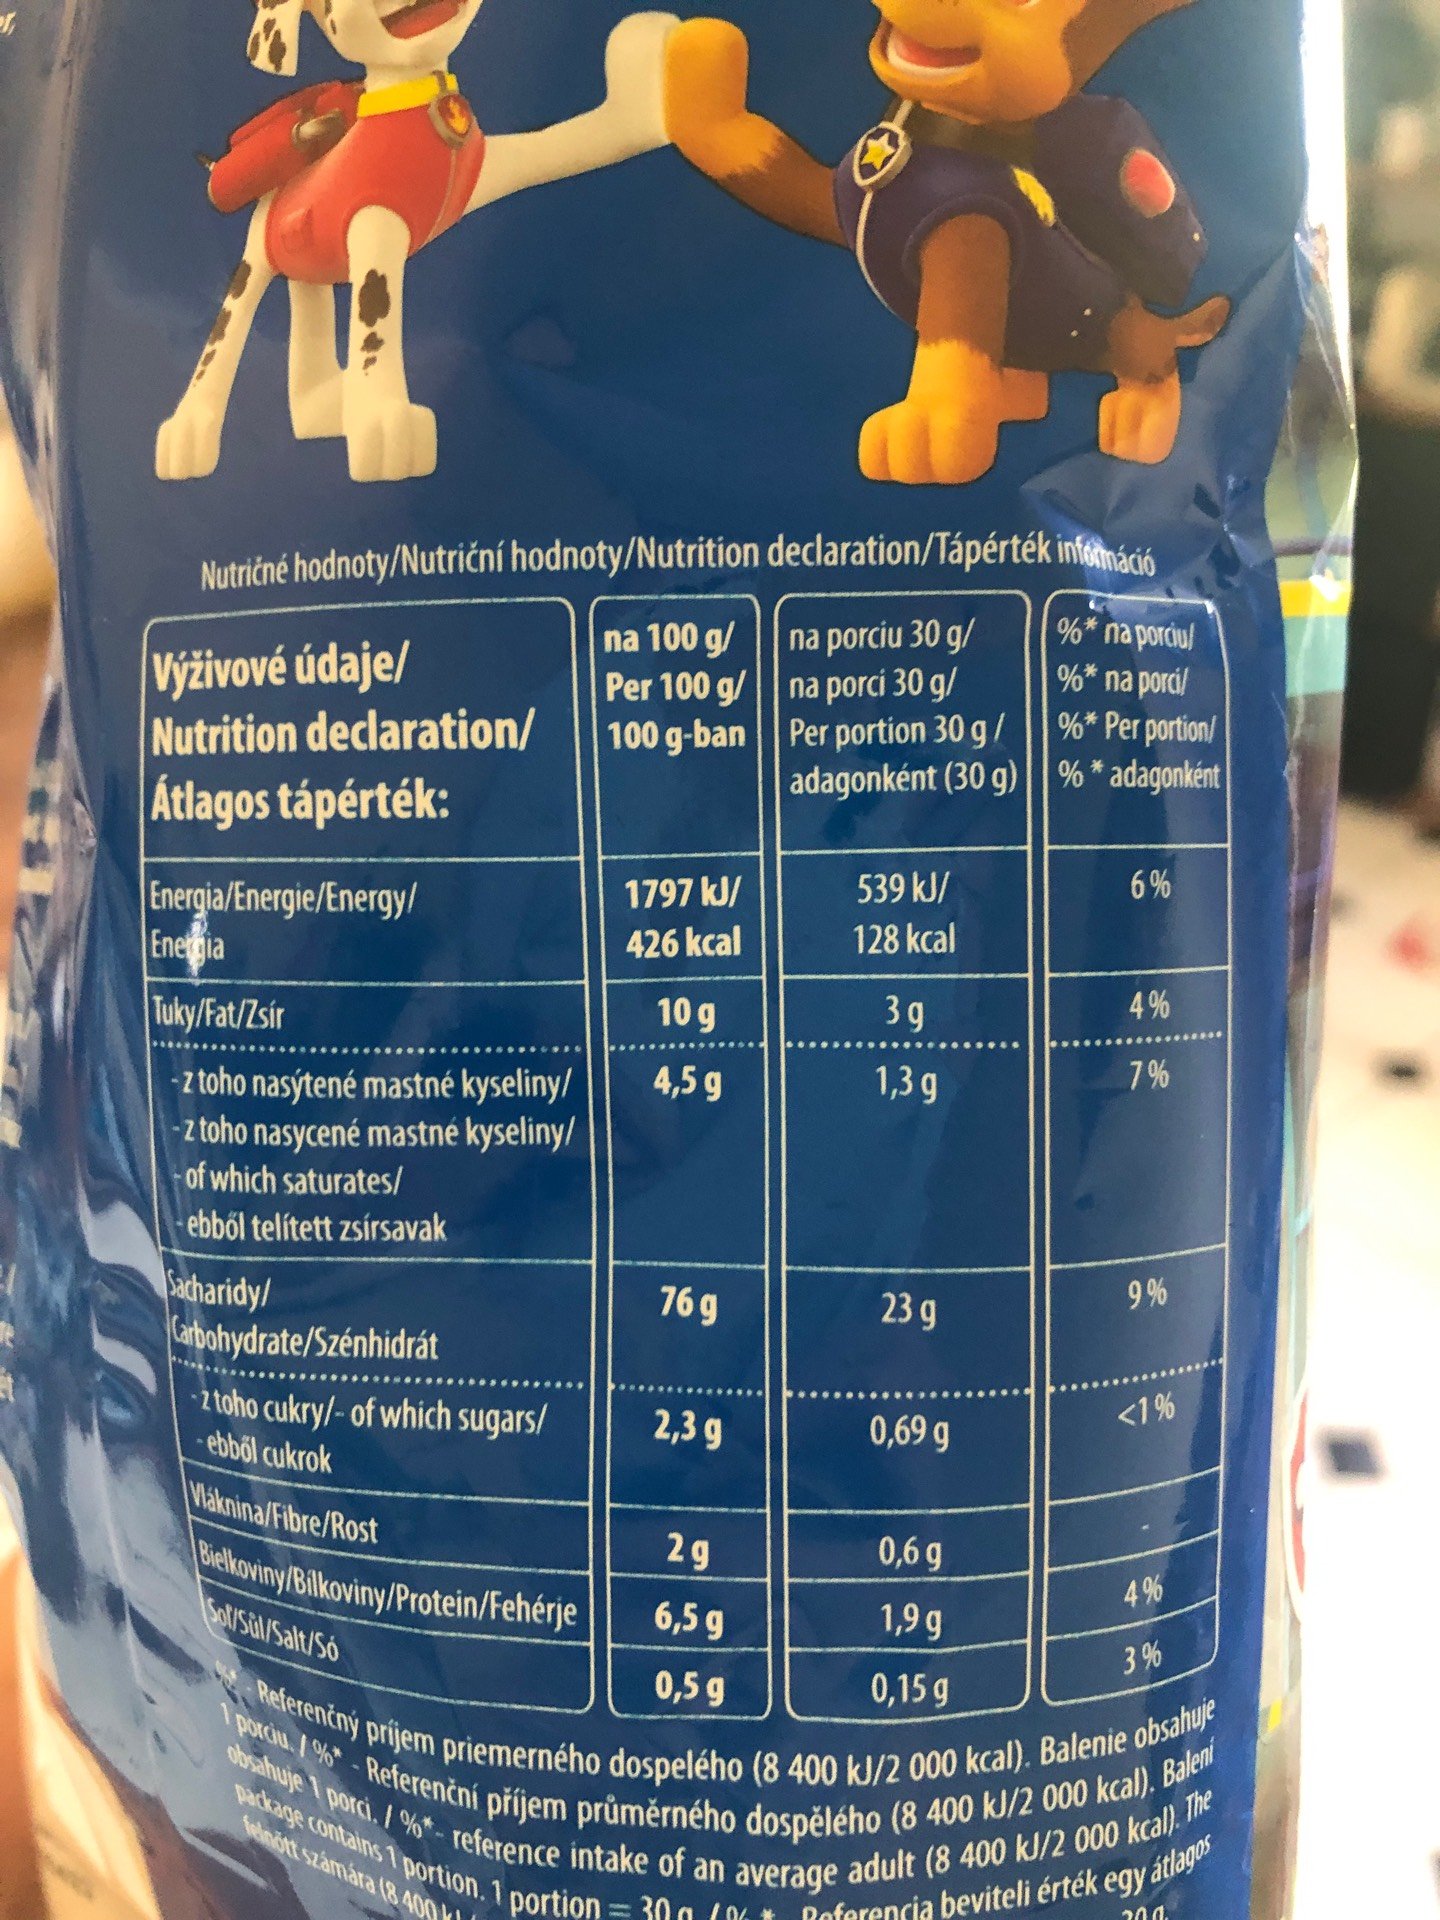 Nutričné hodnoty/Nutriční hodnoty/Nutrition declaration/Tápérték információ
Výživové údaje/
Nutrition declaration/
Átlagos tápérték:
na 100 g/
Per 100 g/
100 g-ban
na porciu 30 g/
na porci 30 g/
Per portion 30 g /
adagonként (30 g)
%* na porciu/
%* na porci/
%* Per portion/
% * adagonként
Energia/Energie/Energy/
Energia
1797 kJ/
426 kcal
539 kJ/
128 kcal
6 %
Tuky/Fat/Zsír
10 g
3 g
4 %
- z toho nasýtené mastné kyseliny/
- z toho nasycené mastné kyseliny/
- of which saturates/
- ebből telített zsírsavak
4,5 g
1,3 g
7 %
Sacharidy/
Carbohydrate/Szénhidrát
76 g
23 g
9 %
- z toho cukry/- of which sugars/
- ebből cukrok
2,3 g
0,69 g
<1 %
Vláknina/Fibre/Rost
2 g
0,6 g
-
Bielkoviny/Bílkoviny/Protein/Fehérje
6,5 g
1,9 g
4 %
Soľ/Sůl/Salt/Só
0,5 g
0,15 g
3 %
%* - Referenčný príjem priemerného dospelého (8 400 kJ/2 000 kcal). Balenie obsahuje
1 porciu. / %* - Referenční příjem průměrného dospělého (8 400 kJ/2 000 kcal). Balení
obsahuje 1 porci. / %* - reference intake of an average adult (8 400 kJ/2 000 kcal). The
package contains 1 portion. 1 portion = 30 g / % * Referencia beviteli érték egy átlagos
felnőtt számára (8 400 kJ/ 30 g.